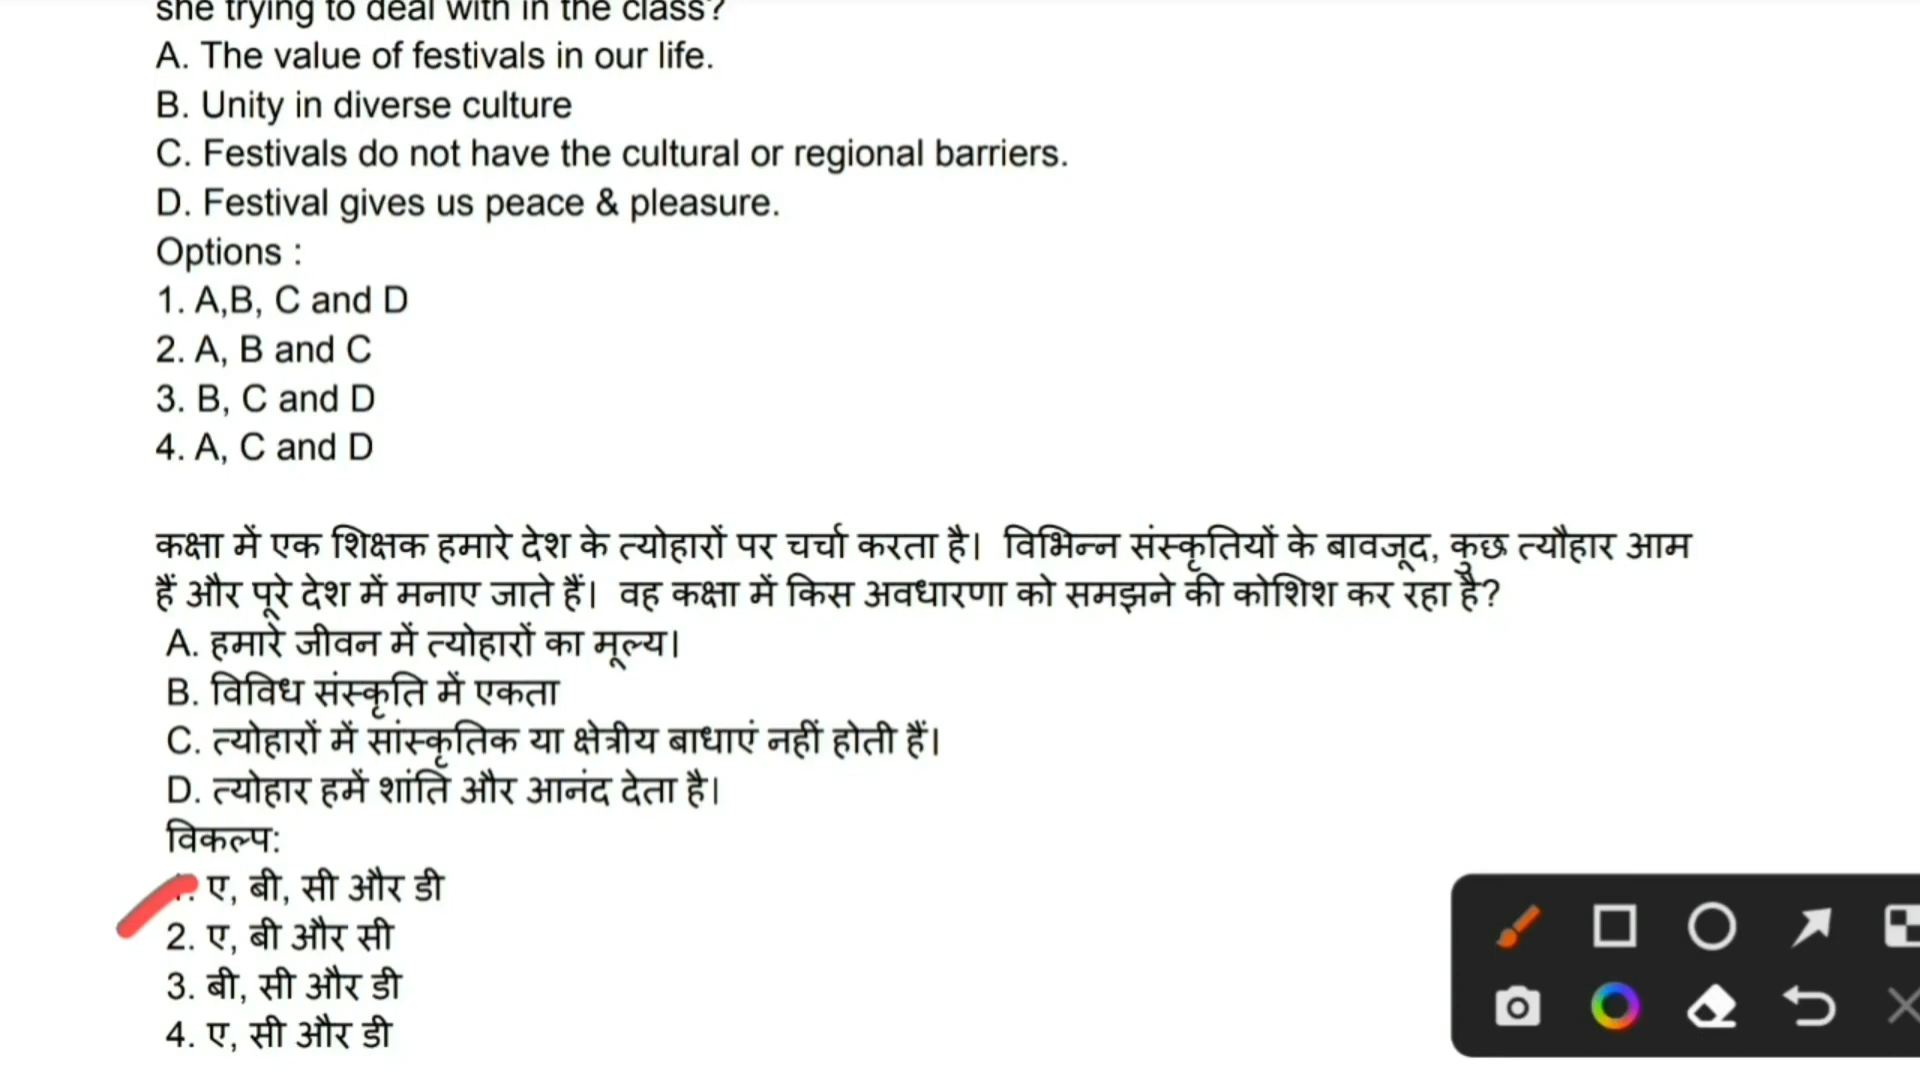 she trying to deal with in the class?
A. The value of festivals in our life.
B. Unity in diverse culture
C. Festivals do not have the cultural or regional barriers.
D. Festival gives us peace & pleasure.
Options :
1. A,B, C and D
2. A, B and C
3. B, C and D
4. A, C and D
कक्षा में एक शिक्षक हमारे देश के त्योहारों पर चर्चा करता है। विभिन्न संस्कृतियों के बावजूद, कुछ त्यौहार आम
हैं और पूरे देश में मनाए जाते हैं। वह कक्षा में किस अवधारणा को समझने की कोशिश कर रहा है?
A. हमारे जीवन में त्योहारों का मूल्य।
B. विविध संस्कृति में एकता
C. त्योहारों में सांस्कृतिक या क्षेत्रीय बाधाएं नहीं होती हैं।
D. त्योहार हमें शांति और आनंद देता है।
विकल्प:
ए, बी, सी और डी
2. ए, बी और सी
3. बी, सी और डी
4. ए, सी और डी